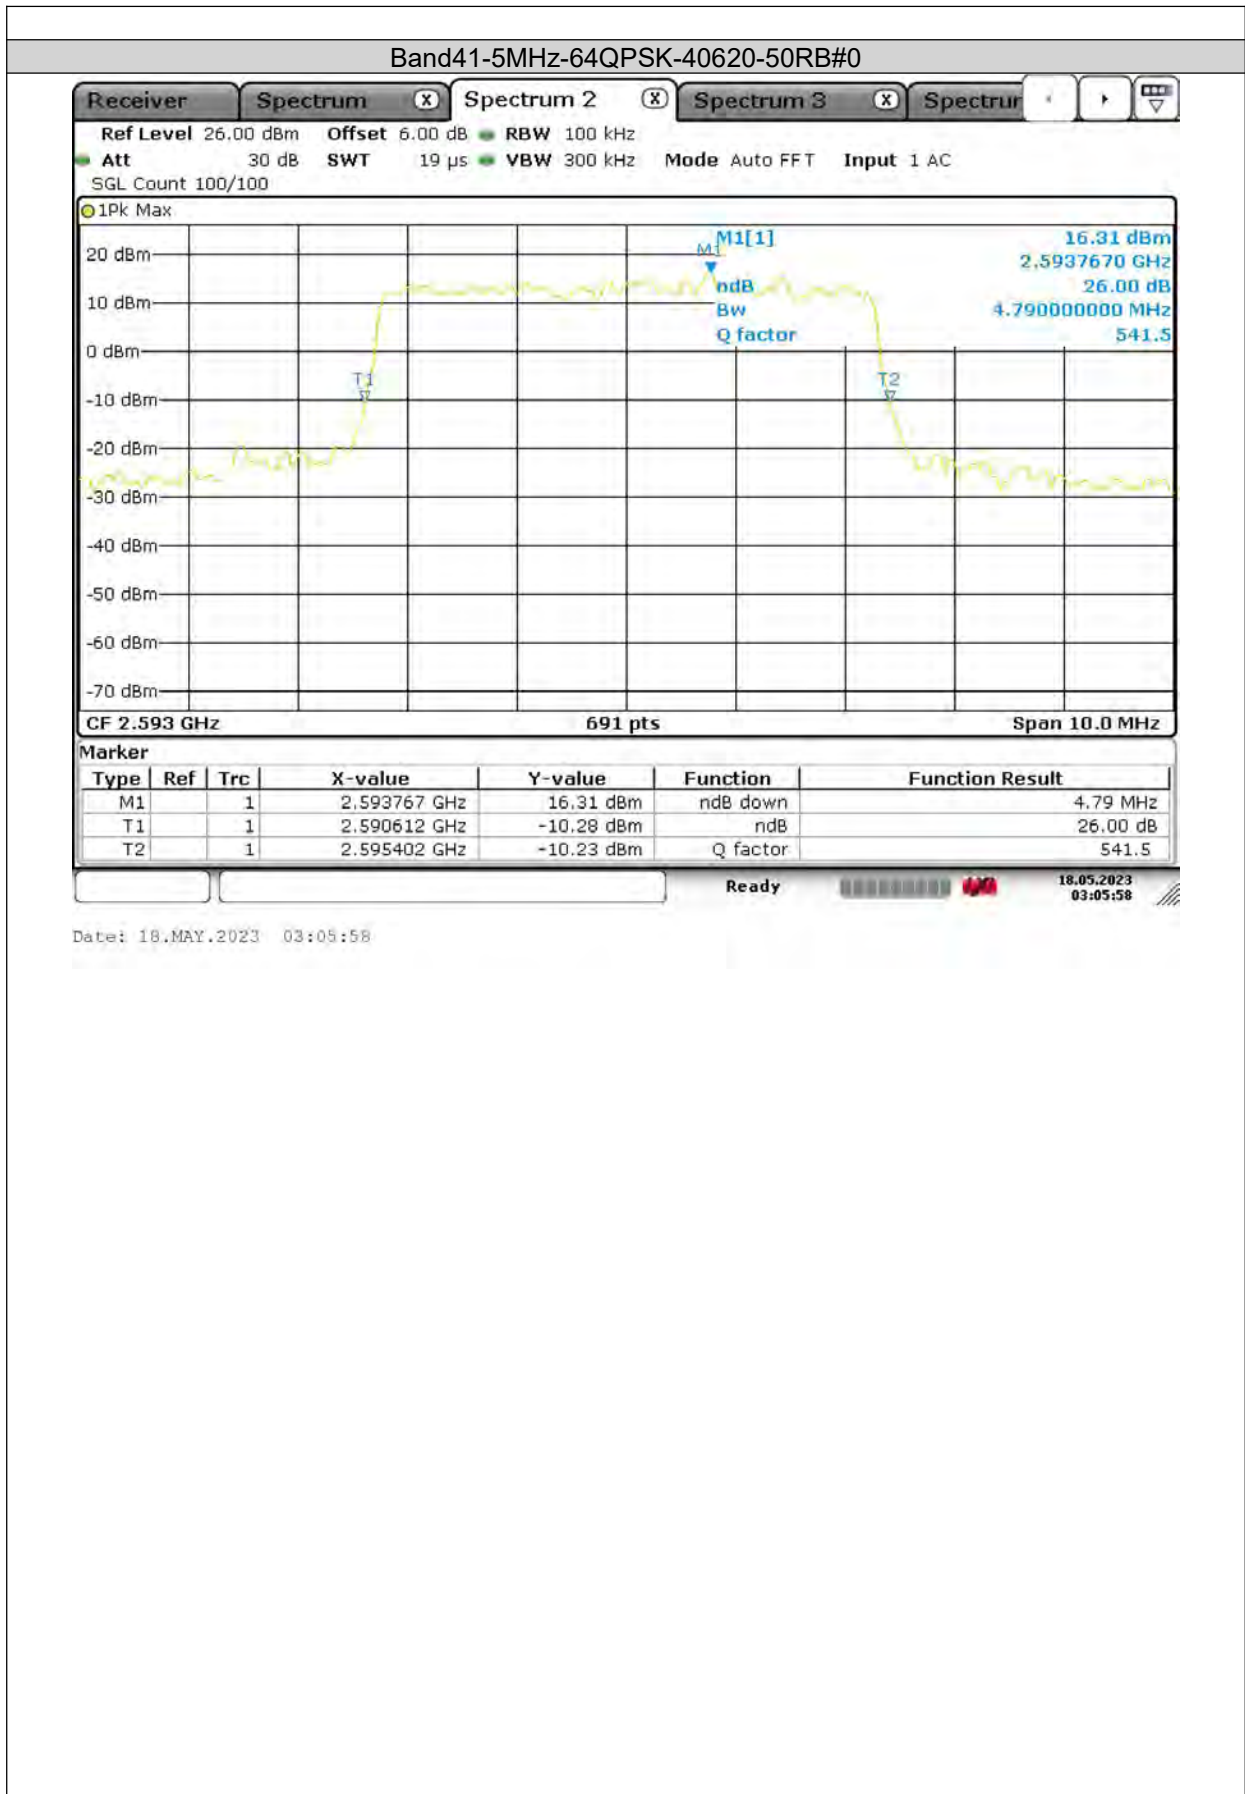 Band41-5MHz-64QPSK-40620-50RB#0
Receiver Spectrum X Spectrum 2 X Spectrum 3 X Spectrur
Ref Level 26.00 dBm Offset 6.00 dB RBW 100 kHz
Att 30 dB SWT 19 µs VBW 300 kHz Mode Auto FFT Input 1 AC
SGL Count 100/100
1Pk Max
M1[1] 16.31 dBm
M1
2.5937670 GHz
20 dBm
ndB 26.00 dB
10 dBm
Bw 4.790000000 MHz
Q factor 541.5
0 dBm
T1 T2
-10 dBm
-20 dBm
-30 dBm
-40 dBm
-50 dBm
-60 dBm
-70 dBm
CF 2.593 GHz 691 pts Span 10.0 MHz
Marker
Type Ref Trc X-value Y-value Function Function Result
M1 1 2.593767 GHz 16.31 dBm ndB down 4.79 MHz
T1 1 2.590612 GHz -10.28 dBm ndB 26.00 dB
T2 1 2.595402 GHz -10.23 dBm Q factor 541.5
Ready 18.05.2023
03:05:58
Date: 18.MAY.2023 03:05:58